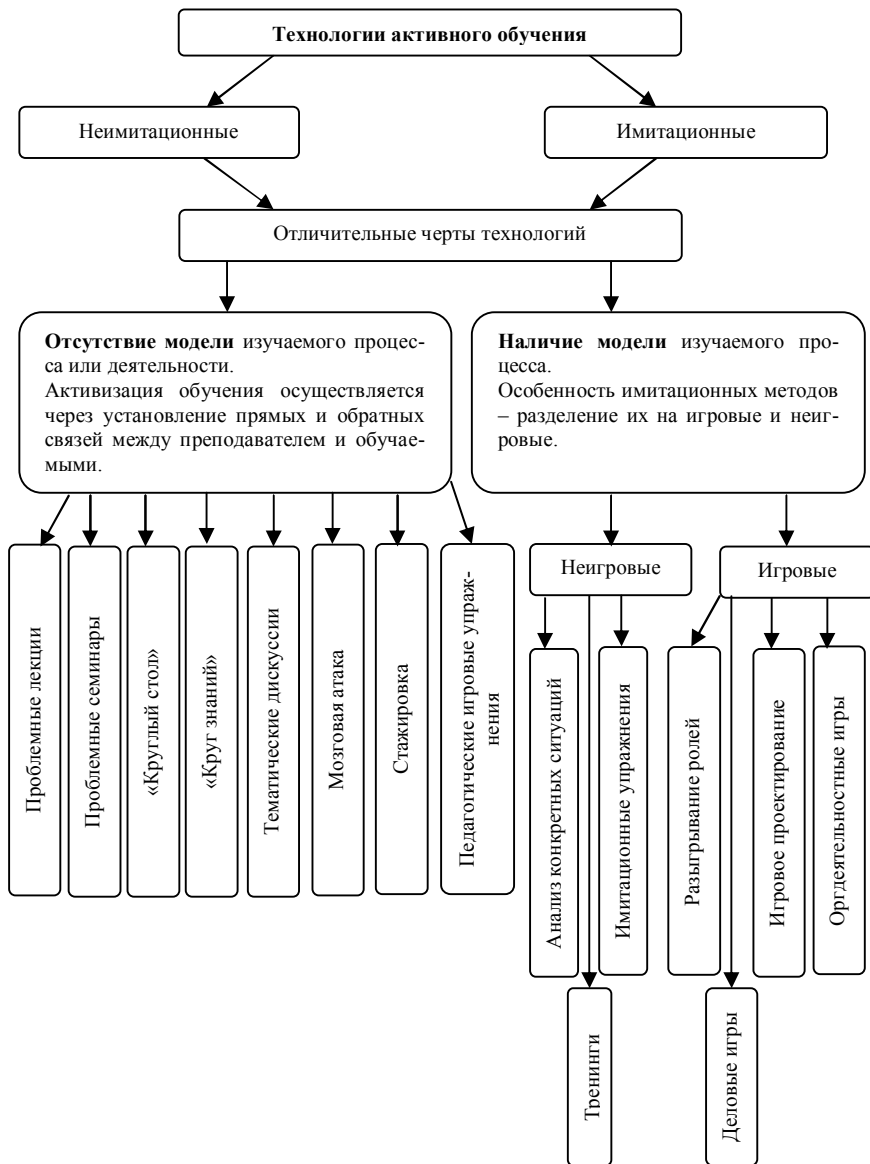 Технологии активного обучения
Неимитационные
Имитационные
Отличительные черты технологий
Отсутствие модели изучаемого процес-
са или деятельности.
Активизация обучения осуществляется
через установление прямых и обратных
связей между преподавателем и обучае-
мыми.
Наличие модели изучаемого про-
цесса.
Особенность имитационных методов
– разделение их на игровые и неиг-
ровые.
Проблемные лекции
Проблемные семинары
«Круглый стол»
«Круг знаний»
Тематические дискуссии
Мозговая атака
Стажировка
Педагогические игровые упраж-
нения
Неигровые
Игровые
Анализ конкретных ситуаций
Имитационные упражнения
Разыгрывание ролей
Игровое проектирование
Оргдеятельностные игры
Тренинги
Деловые игры